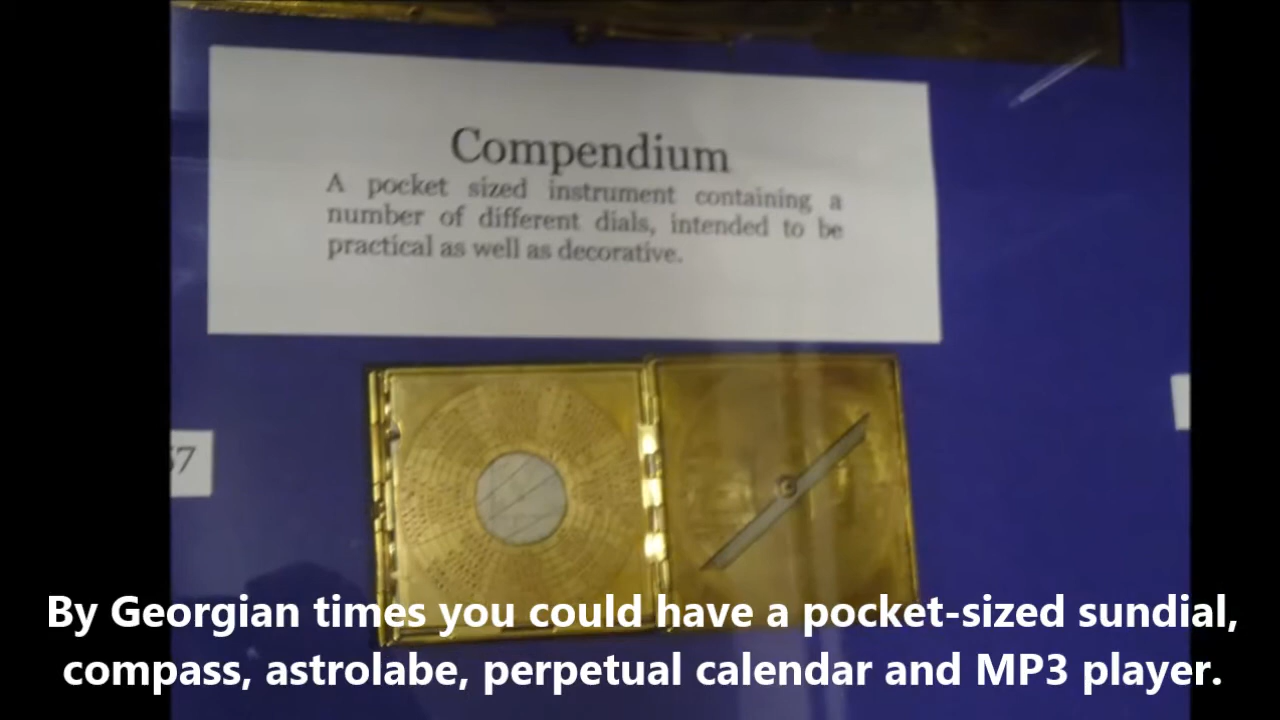 Compendium
A pocket sized instrument containing a
number of different dials, intended to be
practical as well as decorative.
57
By Georgian times you could have a pocket-sized sundial,
compass, astrolabe, perpetual calendar and MP3 player.